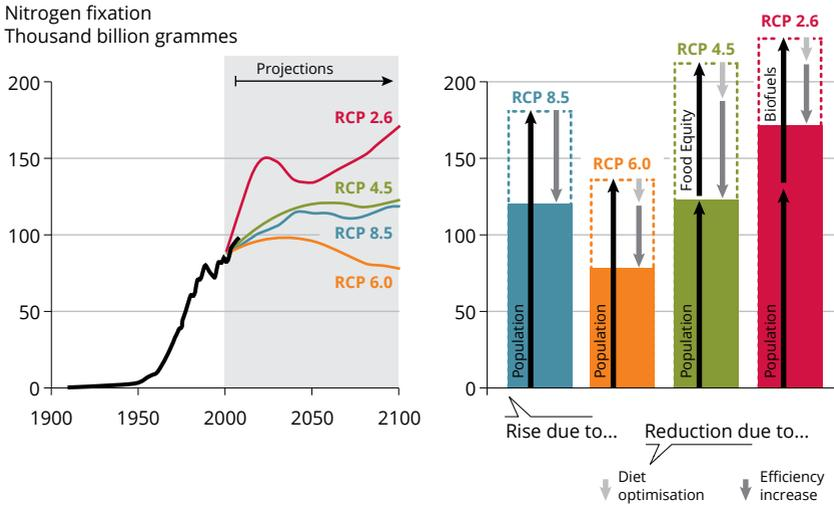 Nitrogen fixation
Thousand billion grammes
Projections
200
150
100
50
0
1900
1950
2000
2050
2100
RCP 2.6
RCP 4.5
RCP 8.5
RCP 6.0
200
150
100
50
0
RCP 8.5
RCP 6.0
RCP 4.5
RCP 2.6
Population
Population
Food Equity
Population
Biofuels
Population
Rise due to...
Reduction due to...
Diet
optimisation
Efficiency
increase